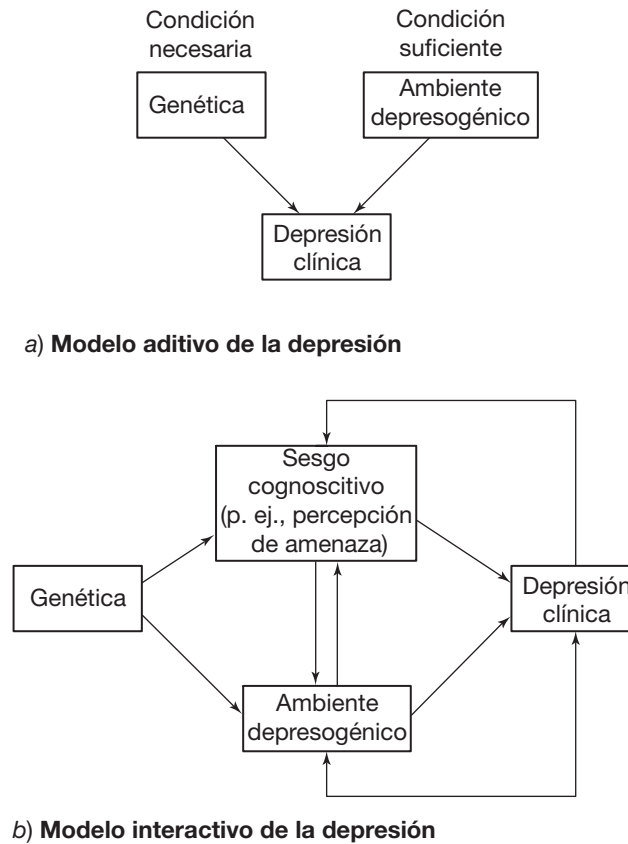 Condición
necesaria
Condición
suficiente
Genética
Ambiente
depresogénico
Depresión
clínica
a) Modelo aditivo de la depresión
Sesgo
cognoscitivo
(p. ej., percepción
de amenaza)
Genética
Depresión
clínica
Ambiente
depresogénico
b) Modelo interactivo de la depresión